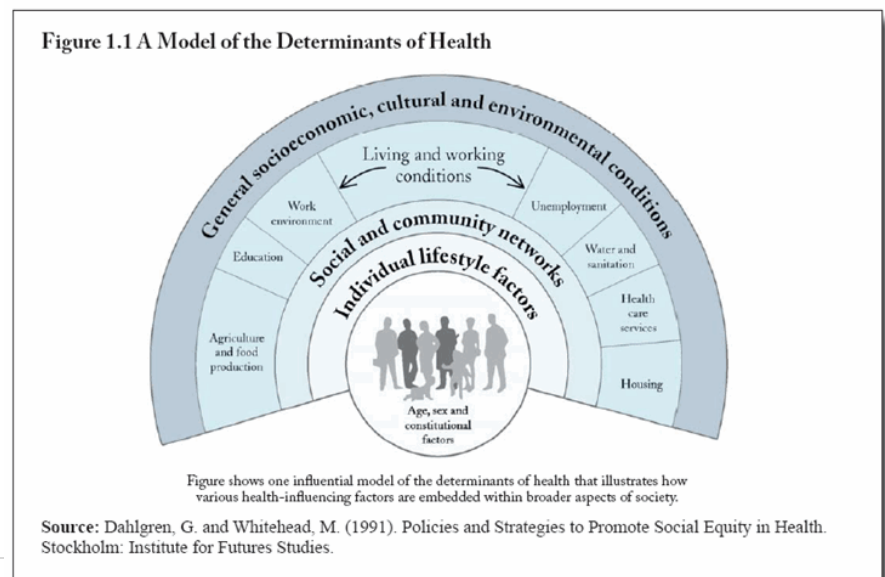 Figure 1.1 A Model of the Determinants of Health
General socioeconomic, cultural and environmental conditions
Living and working
conditions
Work
environment
Unemployment
Education
Water and
sanitation
Agriculture
and food
production
Health
care
services
Housing
Social and community networks
Individual lifestyle factors
Age, sex and
constitutional
factors
Figure shows one influential model of the determinants of health that illustrates how
various health-influencing factors are embedded within broader aspects of society.
Source: Dahlgren, G. and Whitehead, M. (1991). Policies and Strategies to Promote Social Equity in Health.
Stockholm: Institute for Futures Studies.